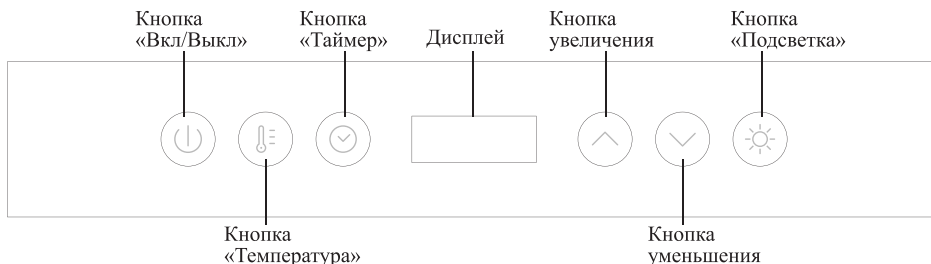 Кнопка
«Вкл/Выкл»
Кнопка
«Таймер»
Дисплей
Кнопка
увеличения
Кнопка
«Подсветка»
Кнопка
«Температура»
Кнопка
уменьшения